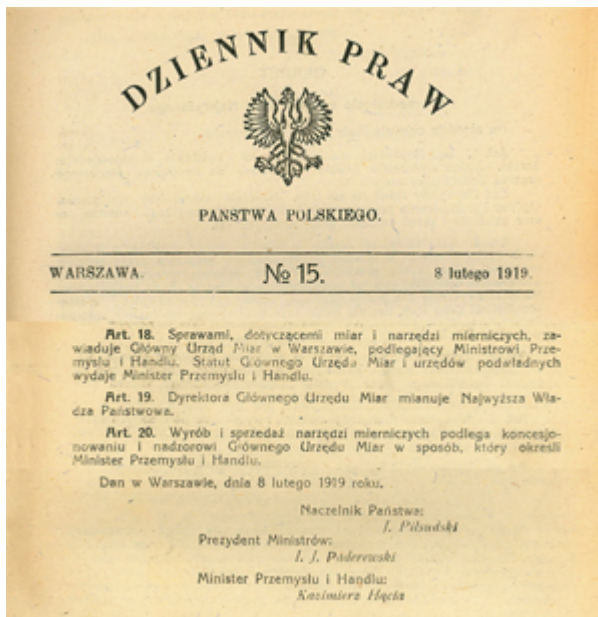 DZIENNIK PRAW
PANSTWA POLSKIEGO.
WARSZAWA. № 15. 8 lutego 1919.
Art. 18. Sprawami, dotyczącemi miar i narzędzi mierniczych, za-
wiaduje Główny Urząd Miar w Warszawie, podlegający Ministrowi Prze-
mysłu i Handlu. Statut Głównego Urzędu Miar i urzędów podwładnych
wydaje Minister Przemysłu i Handlu.
Art. 19. Dyrektora Głównego Urzędu Miar mianuje Najwyższa Wła-
dza Państwowa.
Art. 20. Wyrób i sprzedaż narzędzi mierniczych podlega koncesjo-
nowaniu i nadzorowi Głównego Urzędu Miar w sposób, który określi
Minister Przemysłu i Handlu.
Dan w Warszawie, dnia 8 lutego 1919 roku.
Naczelnik Państwa:
J. Piłsudski
Prezydent Ministrów:
I. J. Paderewski
Minister Przemysłu i Handlu:
Kazimierz Hącia